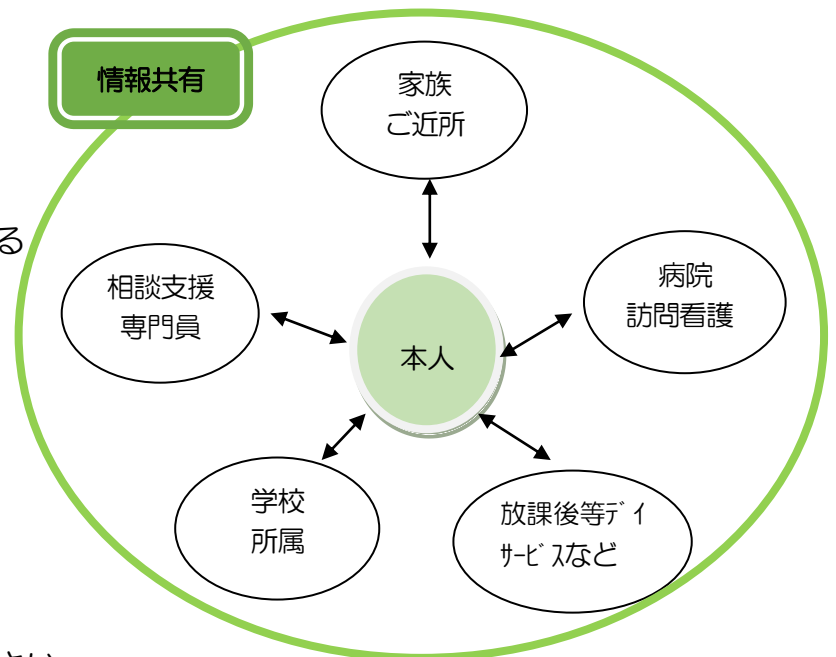 情報共有
家族
ご近所
る
相談支援
専門員
病院
訪問看護
本人
学校
所属
放課後等ﾃﾞｲ
ｻｰﾋﾞｽなど